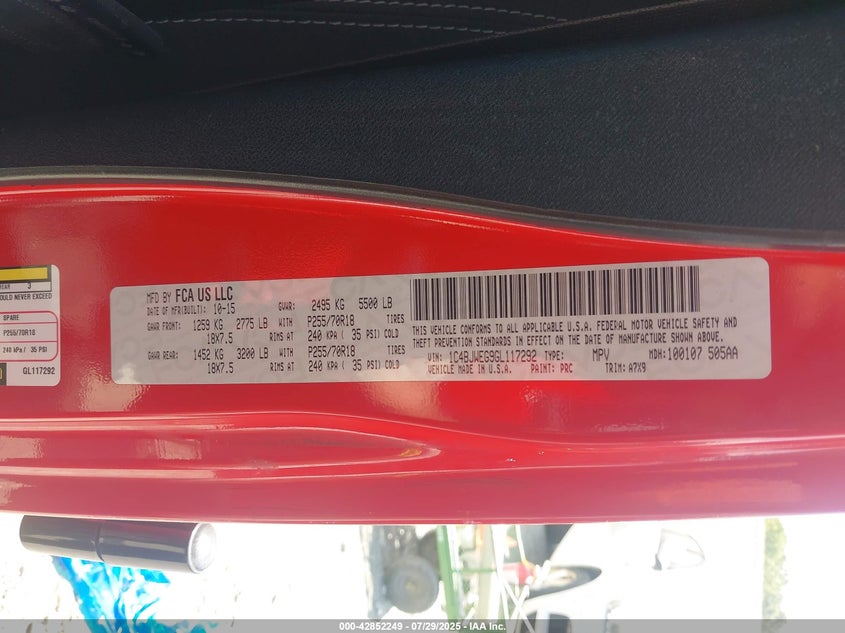 YEAR 3
OULD NEVER EXCEED
SPARE
P255/70R18
240 kPa / 35 PSI
GL117292
MFD BY FCA US LLC
DATE OF MFR(BUILT): 10-15 GVWR: 2495 KG 5500 LB
GAWR FRONT: 1259 KG 2775 LB WITH P255/70R18 TIRES
18X7.5 RIMS AT 240 KPA ( 35 PSI) COLD
GAWR REAR: 1452 KG 3200 LB WITH P255/70R18 TIRES
18X7.5 RIMS AT 240 KPA ( 35 PSI) COLD
THIS VEHICLE CONFORMS TO ALL APPLICABLE U.S.A. FEDERAL MOTOR VEHICLE SAFETY AND
THEFT PREVENTION STANDARDS IN EFFECT ON THE DATE OF MANUFACTURE SHOWN ABOVE.
VIN: 1C4BJWEG9GL117292 TYPE: MPV MDH:100107 505AA
VEHICLE MADE IN U.S.A. PAINT: PRC TRIM: A7X9
000-42852249 - 07/29/2025 - IAA Inc.